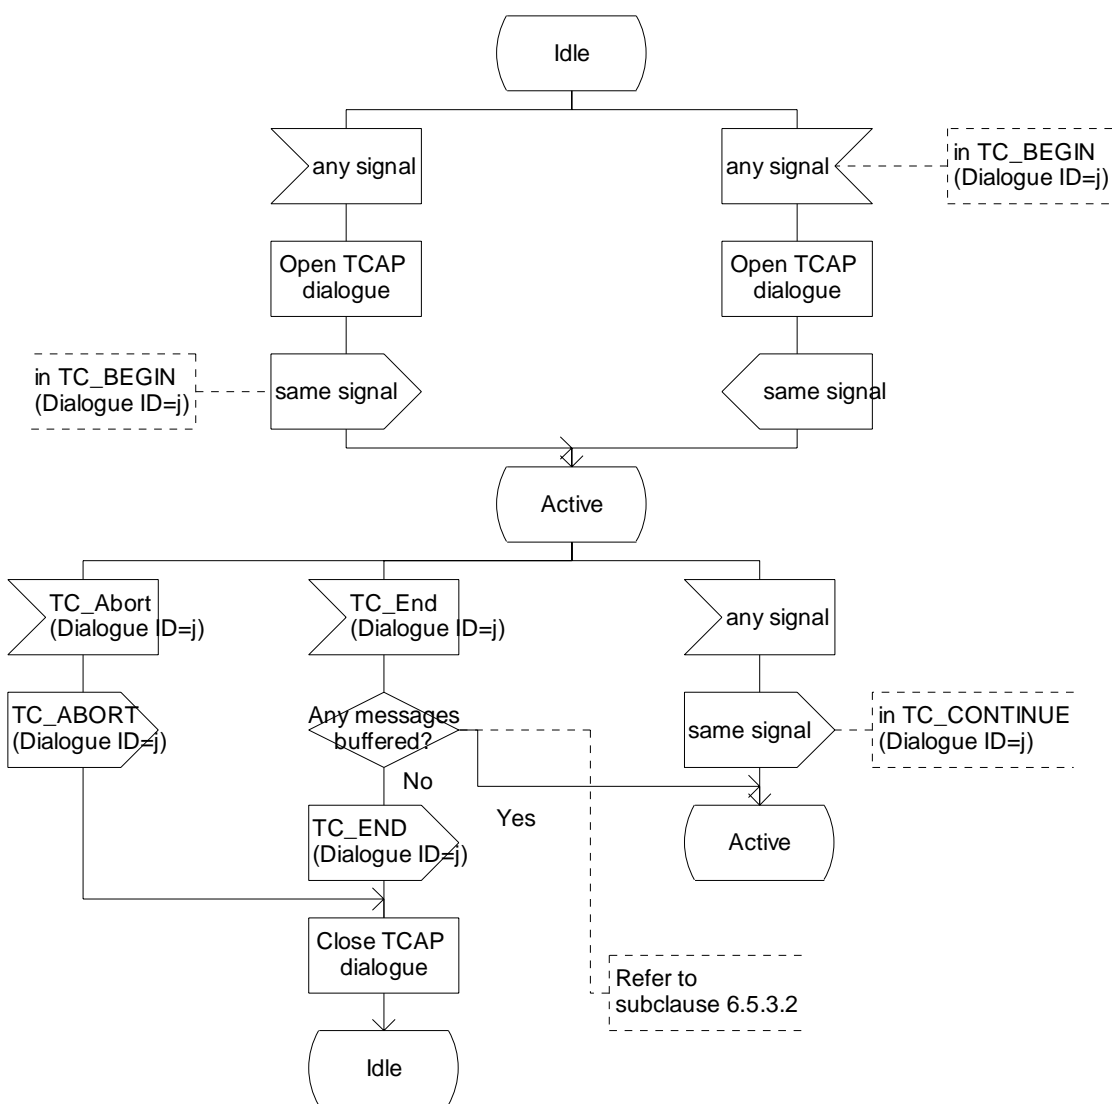 Idle
any signal
any signal
in TC_BEGIN
(Dialogue ID=j)
Open TCAP
dialogue
Open TCAP
dialogue
in TC_BEGIN
(Dialogue ID=j)
same signal
same signal
Active
TC_Abort
(Dialogue ID=j)
TC_End
(Dialogue ID=j)
any signal
TC_ABORT
(Dialogue ID=j)
Any messages
buffered?
same signal
in TC_CONTINUE
(Dialogue ID=j)
No
Yes
TC_END
(Dialogue ID=j)
Active
Close TCAP
dialogue
Refer to
subclause 6.5.3.2
Idle